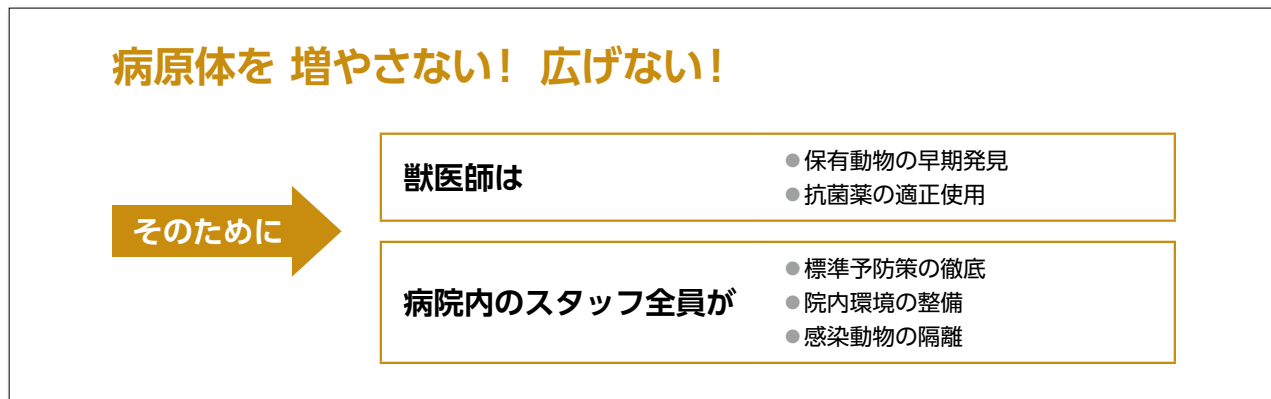 病原体を 増やさない！ 広げない！
そのために
獣医師は
●保有動物の早期発見
●抗菌薬の適正使用
病院内のスタッフ全員が
●標準予防策の徹底
●院内環境の整備
●感染動物の隔離